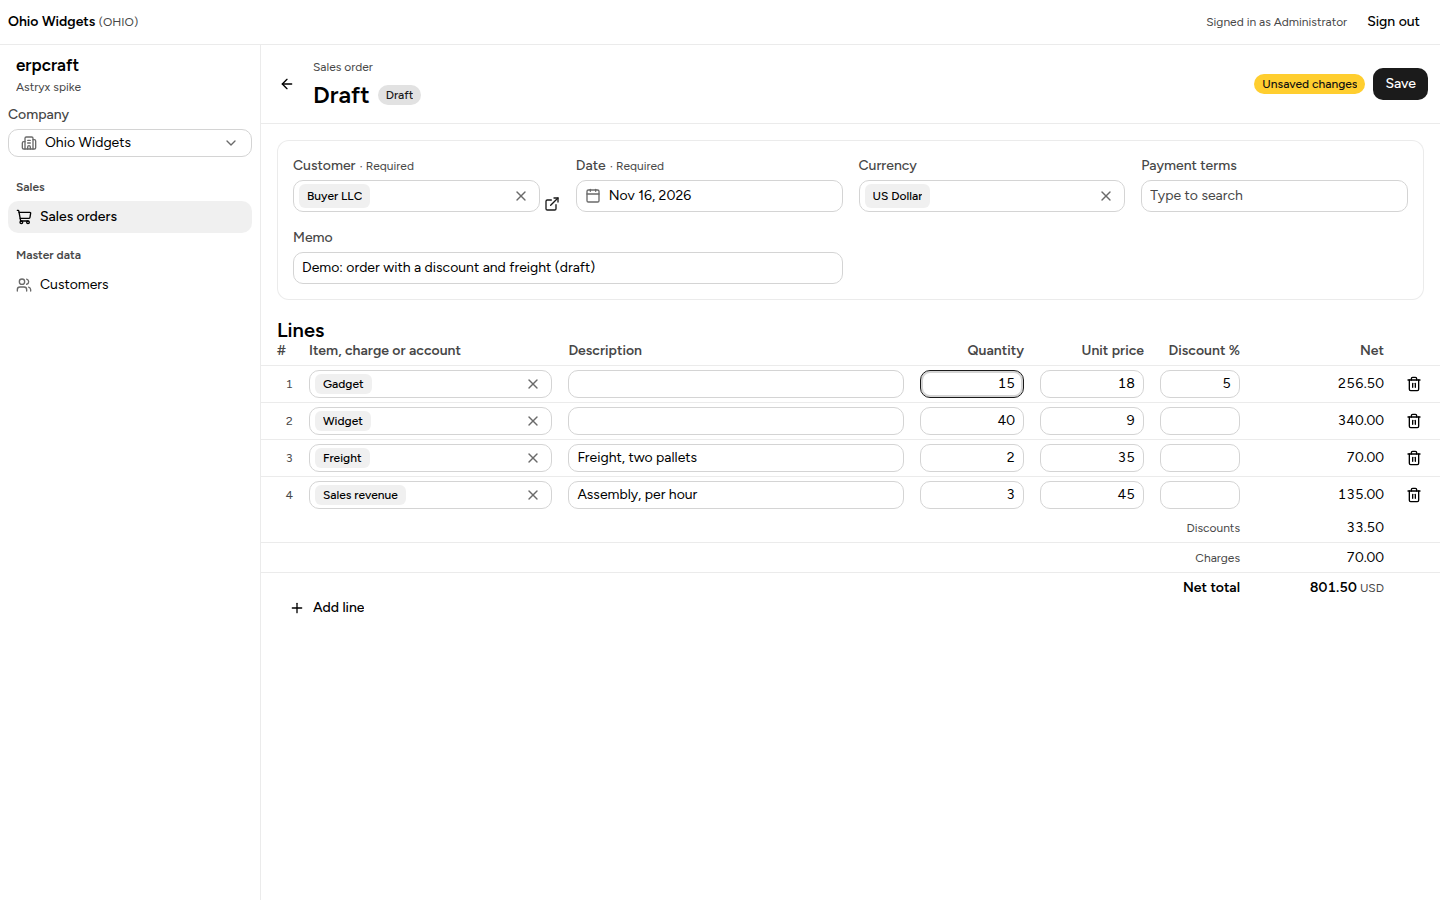 Ohio Widgets (OHIO)
Signed in as Administrator
Sign out
erpcraft
Astryx spike
Company
Ohio Widgets
Sales
Sales orders
Master data
Customers
Sales order
Draft Draft
Unsaved changes
Save
Customer · Required
Buyer LLC
Date · Required
Nov 16, 2026
Currency
US Dollar
Payment terms
Type to search
Memo
Demo: order with a discount and freight (draft)
Lines
# Item, charge or account Description Quantity Unit price Discount % Net
1 Gadget 15 18 5 256.50
2 Widget 40 9 340.00
3 Freight Freight, two pallets 2 35 70.00
4 Sales revenue Assembly, per hour 3 45 135.00
Discounts 33.50
Charges 70.00
Net total 801.50 USD
Add line